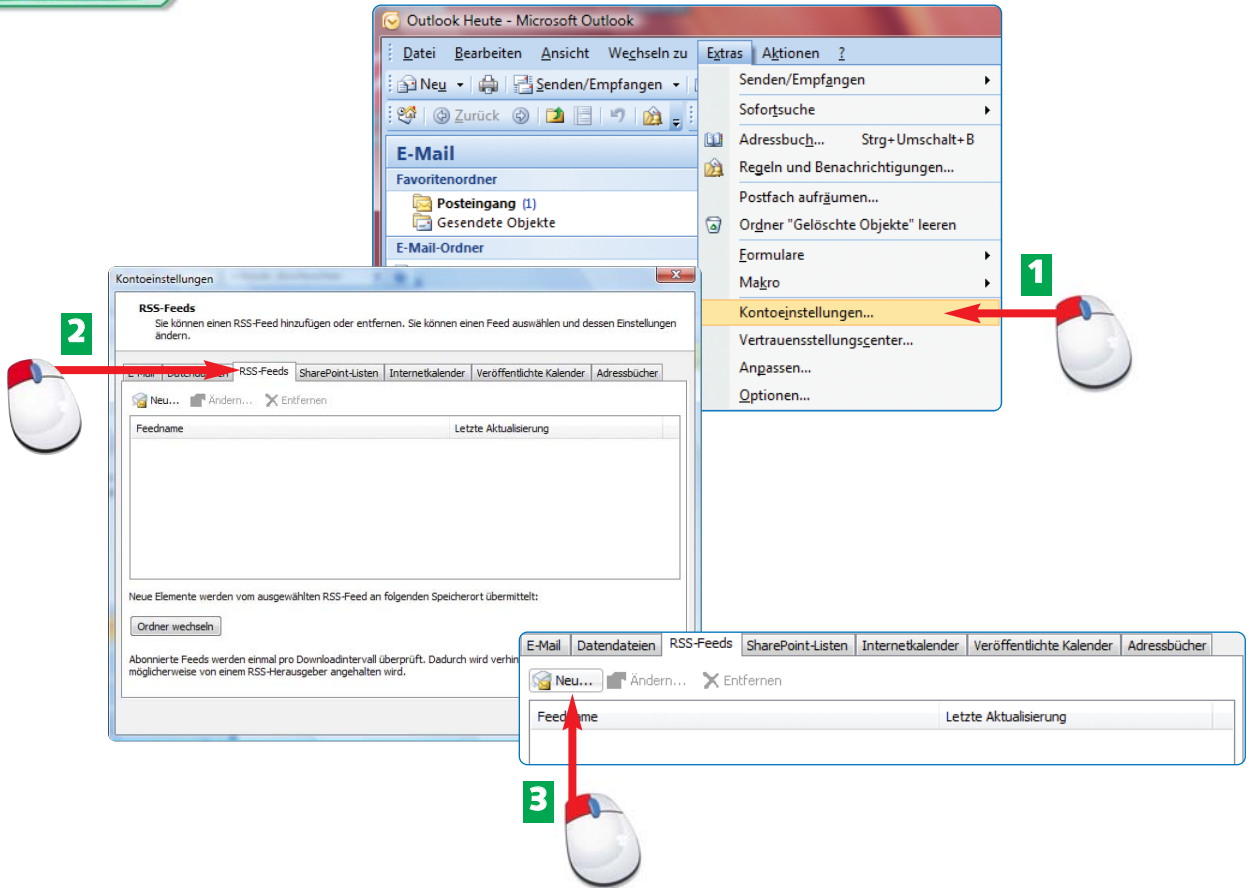 Outlook Heute - Microsoft Outlook
Datei Bearbeiten Ansicht Wechseln zu Extras Aktionen ?
Neu Senden/Empfangen
Zurück
E-Mail
Favoritenordner
Posteingang (1)
Gesendete Objekte
E-Mail-Ordner
Senden/Empfangen
Sofortsuche
Adressbuch... Strg+Umschalt+B
Regeln und Benachrichtigungen...
Postfach aufräumen...
Ordner "Gelöschte Objekte" leeren
Formulare
Makro
Kontoeinstellungen...
Vertrauensstellungscenter...
Anpassen...
Optionen...
1
Kontoeinstellungen
RSS-Feeds
Sie können einen RSS-Feed hinzufügen oder entfernen. Sie können einen Feed auswählen und dessen Einstellungen
ändern.
2
E-Mail Datendateien RSS-Feeds SharePoint-Listen Internetkalender Veröffentlichte Kalender Adressbücher
Neu... Ändern... Entfernen
Feedname Letzte Aktualisierung
Neue Elemente werden vom ausgewählten RSS-Feed an folgenden Speicherort übermittelt:
Ordner wechseln
Abonnierte Feeds werden einmal pro Downloadintervall überprüft. Dadurch wird verhin
möglicherweise von einem RSS-Herausgeber angehalten wird.
E-Mail Datendateien RSS-Feeds SharePoint-Listen Internetkalender Veröffentlichte Kalender Adressbücher
Neu... Ändern... Entfernen
Feedname Letzte Aktualisierung
3